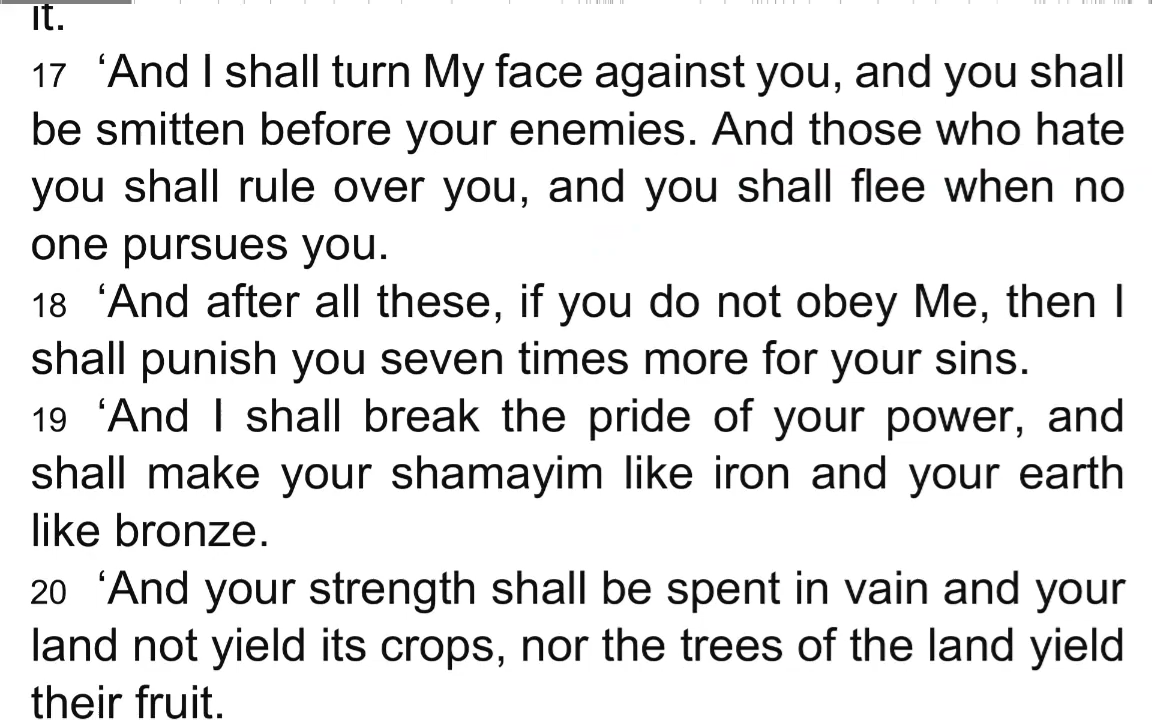 it.
17 ‘And I shall turn My face against you, and you shall
be smitten before your enemies. And those who hate
you shall rule over you, and you shall flee when no
one pursues you.
18 ‘And after all these, if you do not obey Me, then I
shall punish you seven times more for your sins.
19 ‘And I shall break the pride of your power, and
shall make your shamayim like iron and your earth
like bronze.
20 ‘And your strength shall be spent in vain and your
land not yield its crops, nor the trees of the land yield
their fruit.